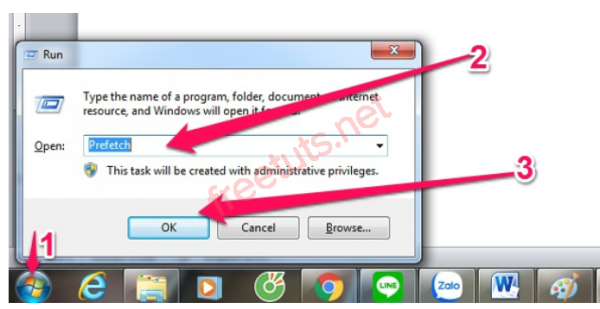 Run
2
Type the name of a program, folder, document, or Internet
resource, and Windows will open it for you.
Open:
Prefetch
This task will be created with administrative privileges.
freetuts.net
3
OK
Cancel
Browse...
1
LINE
Zalo
W